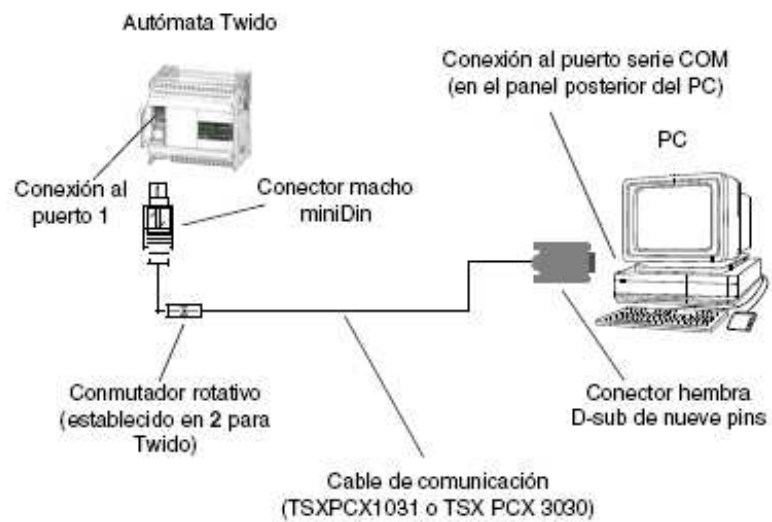 Autómata Twido
Conexión al puerto serie COM
(en el panel posterior del PC)
PC
Conexión al
puerto 1
Conector macho
miniDin
Conmutador rotativo
(establecido en 2 para
Twido)
Conector hembra
D-sub de nueve pins
Cable de comunicación
(TSXPCX1031 o TSX PCX 3030)